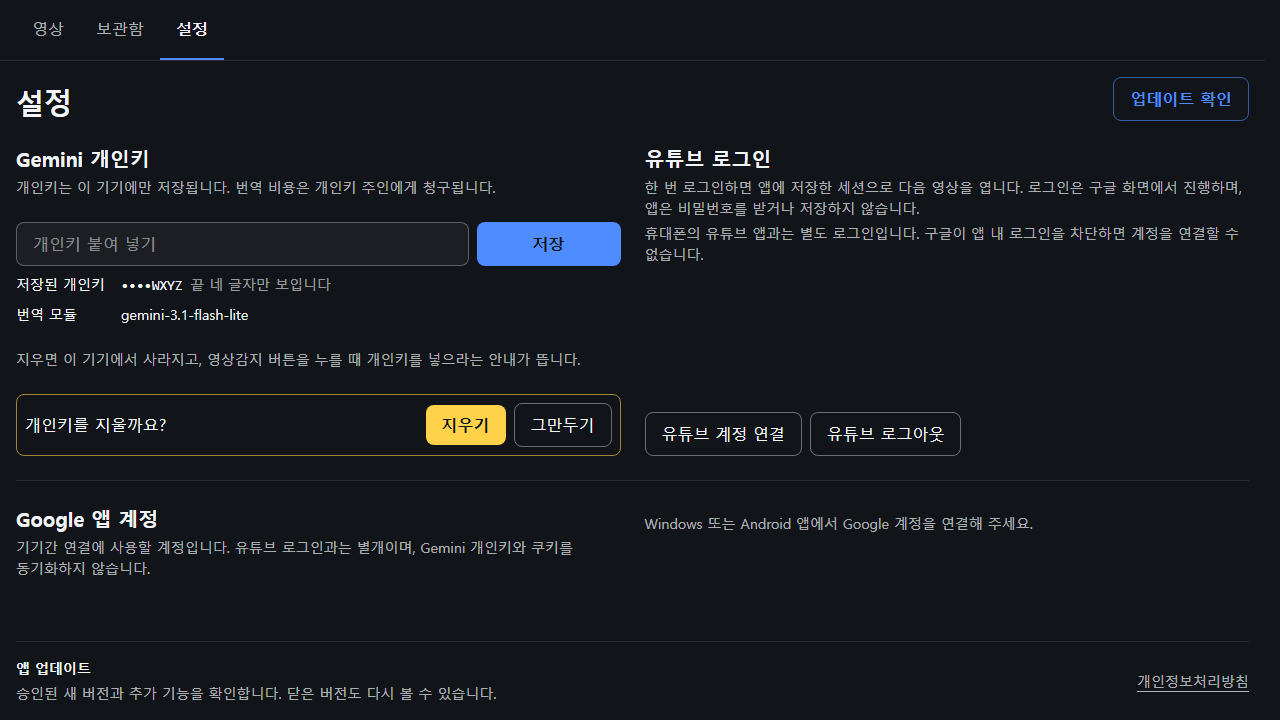 영상 보관함 설정
설정
업데이트 확인
Gemini 개인키
개인키는 이 기기에만 저장됩니다. 번역 비용은 개인키 주인에게 청구됩니다.
개인키 붙여 넣기
저장
저장된 개인키 ••••WXYZ 끝 네 글자만 보입니다
번역 모듈 gemini-3.1-flash-lite
지우면 이 기기에서 사라지고, 영상감지 버튼을 누를 때 개인키를 넣으라는 안내가 뜹니다.
개인키를 지울까요?
지우기
그만두기
유튜브 로그인
한 번 로그인하면 앱에 저장한 세션으로 다음 영상을 엽니다. 로그인은 구글 화면에서 진행하며,
앱은 비밀번호를 받거나 저장하지 않습니다.
휴대폰의 유튜브 앱과는 별도 로그인입니다. 구글이 앱 내 로그인을 차단하면 계정을 연결할 수
없습니다.
유튜브 계정 연결
유튜브 로그아웃
Google 앱 계정
기기간 연결에 사용할 계정입니다. 유튜브 로그인과는 별개이며, Gemini 개인키와 쿠키를
동기화하지 않습니다.
Windows 또는 Android 앱에서 Google 계정을 연결해 주세요.
앱 업데이트
승인된 새 버전과 추가 기능을 확인합니다. 닫은 버전도 다시 볼 수 있습니다.
개인정보처리방침